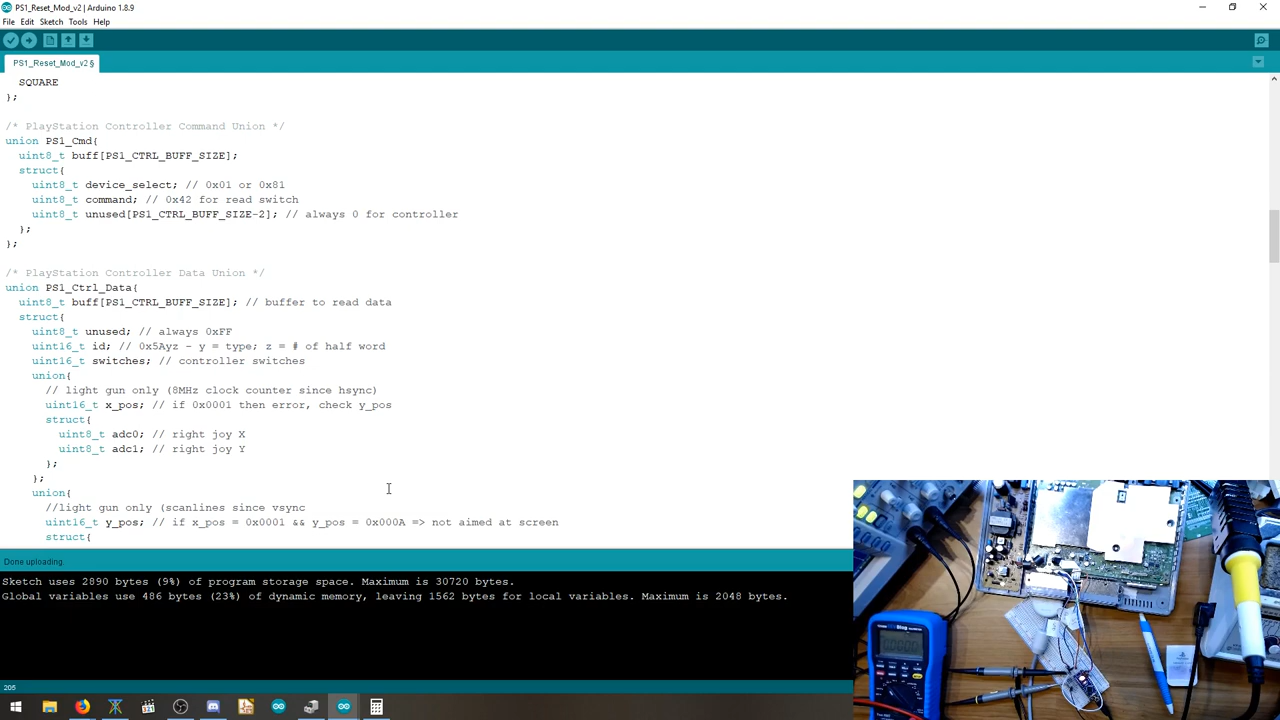 PS1_Reset_Mod_v2 | Arduino 1.8.9
File Edit Sketch Tools Help
PS1_Reset_Mod_v2 §
SQUARE
};
/* PlayStation Controller Command Union */
union PS1_Cmd{
uint8_t buff[PS1_CTRL_BUFF_SIZE];
struct{
uint8_t device_select; // 0x01 or 0x81
uint8_t command; // 0x42 for read switch
uint8_t unused[PS1_CTRL_BUFF_SIZE-2]; // always 0 for controller
};
};
/* PlayStation Controller Data Union */
union PS1_Ctrl_Data{
uint8_t buff[PS1_CTRL_BUFF_SIZE]; // buffer to read data
struct{
uint8_t unused; // always 0xFF
uint16_t id; // 0x5Ayz - y = type; z = # of half word
uint16_t switches; // controller switches
union{
// light gun only (8MHz clock counter since hsync)
uint16_t x_pos; // if 0x0001 then error, check y_pos
struct{
uint8_t adc0; // right joy X
uint8_t adc1; // right joy Y
};
};
union{
//light gun only (scanlines since vsync
uint16_t y_pos; // if x_pos = 0x0001 && y_pos = 0x000A => not aimed at screen
struct{
Done uploading.
Sketch uses 2890 bytes (9%) of program storage space. Maximum is 30720 bytes.
Global variables use 486 bytes (23%) of dynamic memory, leaving 1562 bytes for local variables. Maximum is 2048 bytes.
205